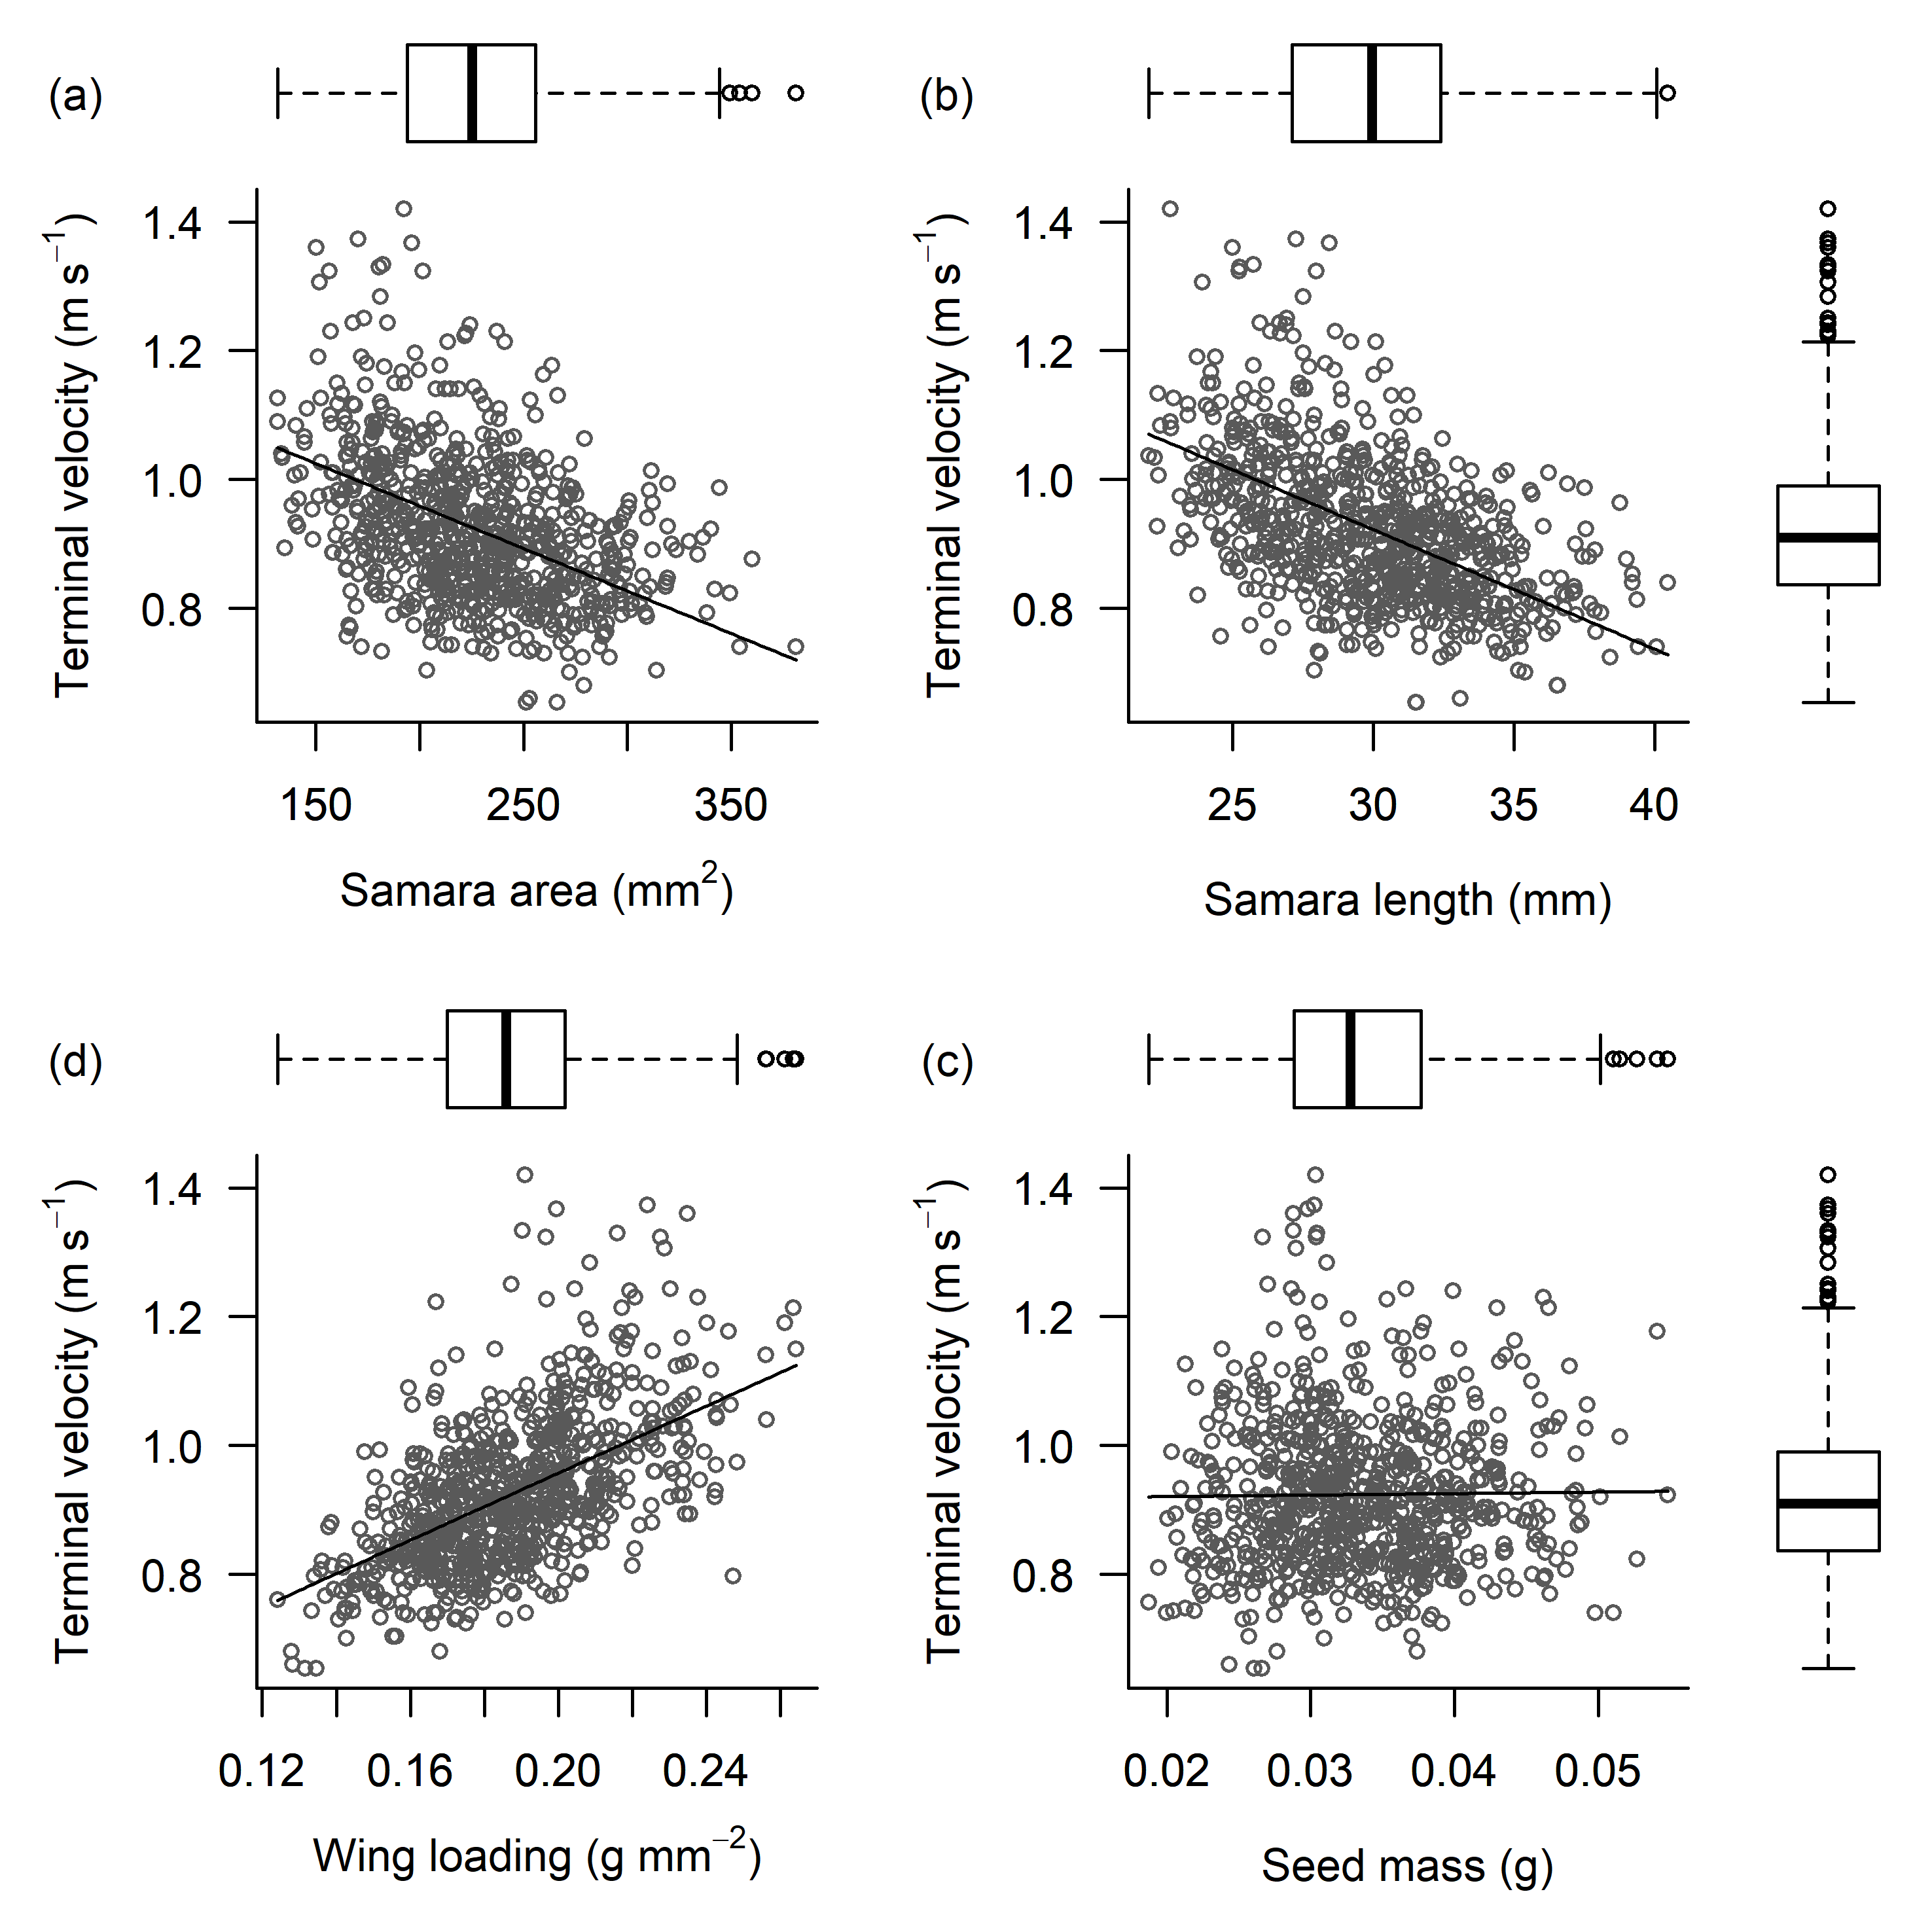 (a)
(b)
Terminal velocity (m s⁻¹)
1.4
1.2
1.0
0.8
150 250 350
Samara area (mm²)
Terminal velocity (m s⁻¹)
1.4
1.2
1.0
0.8
25 30 35 40
Samara length (mm)
(d)
(c)
Terminal velocity (m s⁻¹)
1.4
1.2
1.0
0.8
0.12 0.16 0.20 0.24
Wing loading (g mm⁻²)
Terminal velocity (m s⁻¹)
1.4
1.2
1.0
0.8
0.02 0.03 0.04 0.05
Seed mass (g)